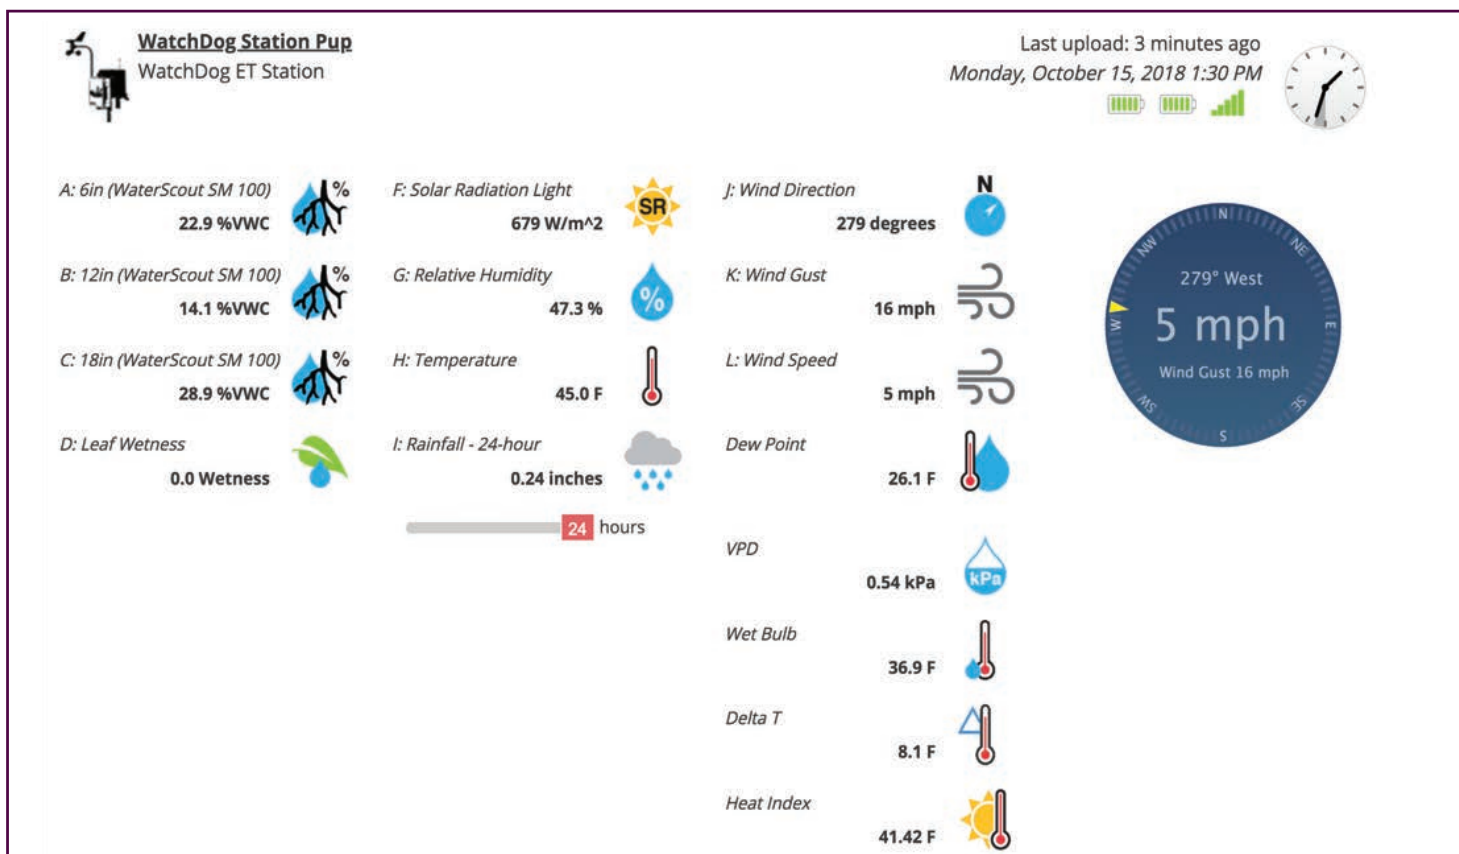 WatchDog Station Pup
WatchDog ET Station
Last upload: 3 minutes ago
Monday, October 15, 2018 1:30 PM
A: 6in (WaterScout SM 100)
22.9 %VWC
%
B: 12in (WaterScout SM 100)
14.1 %VWC
%
C: 18in (WaterScout SM 100)
28.9 %VWC
%
D: Leaf Wetness
0.0 Wetness
F: Solar Radiation Light
679 W/m^2
SR
G: Relative Humidity
47.3 %
%
H: Temperature
45.0 F
I: Rainfall - 24-hour
0.24 inches
24 hours
J: Wind Direction
279 degrees
N
K: Wind Gust
16 mph
L: Wind Speed
5 mph
Dew Point
26.1 F
VPD
0.54 kPa
kPa
Wet Bulb
36.9 F
Delta T
8.1 F
Heat Index
41.42 F
N
NW
NE
279° West
W
5 mph
E
Wind Gust 16 mph
SW
SE
S